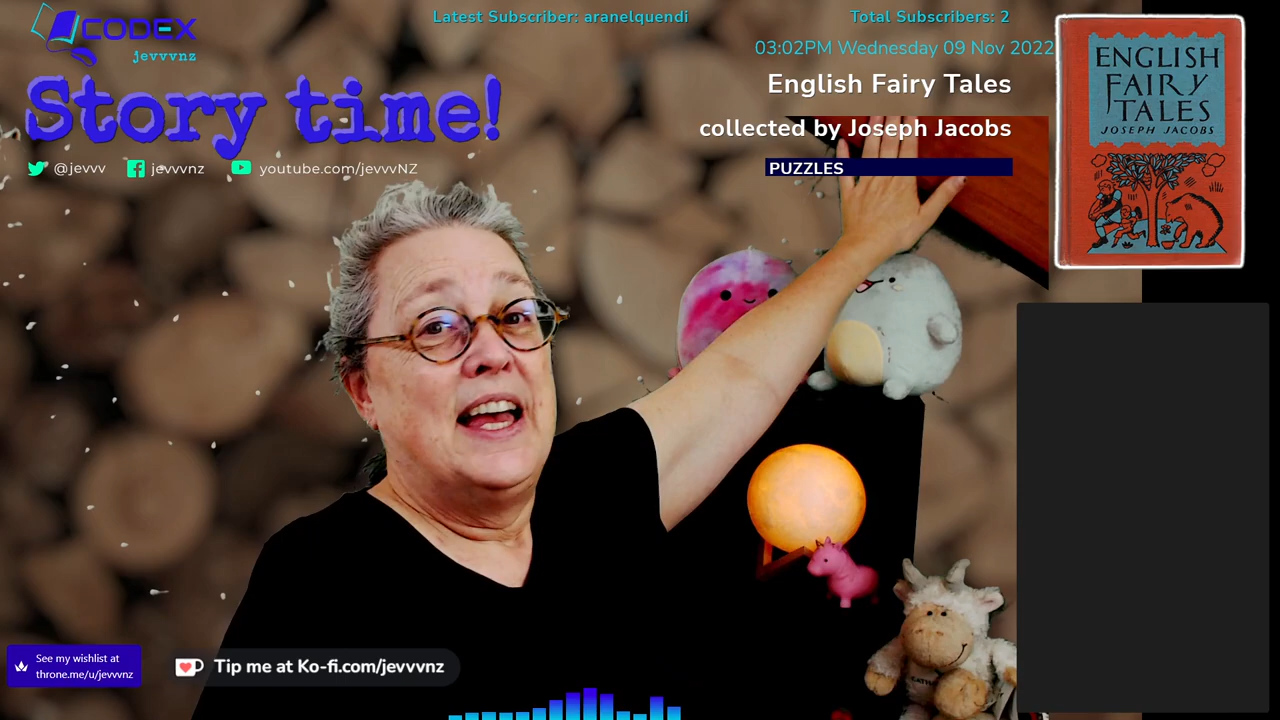 CODEX
jevvvnz
Story time!
@jevvv
jevvvnz
youtube.com/jevvvNZ
Latest Subscriber: aranelquendi
Total Subscribers: 2
03:02PM Wednesday 09 Nov 2022
English Fairy Tales
collected by Joseph Jacobs
PUZZLES
ENGLISH
FAIRY
TALES
JOSEPH JACOBS
See my wishlist at
throne.me/u/jevvvnz
Tip me at Ko-fi.com/jevvvnz